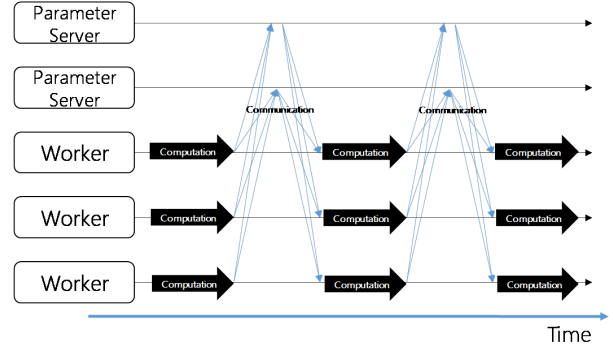 Parameter
Server
Parameter
Server
Communication
Communication
Worker
Computation
Computation
Computation
Worker
Computation
Computation
Computation
Worker
Computation
Computation
Computation
Time